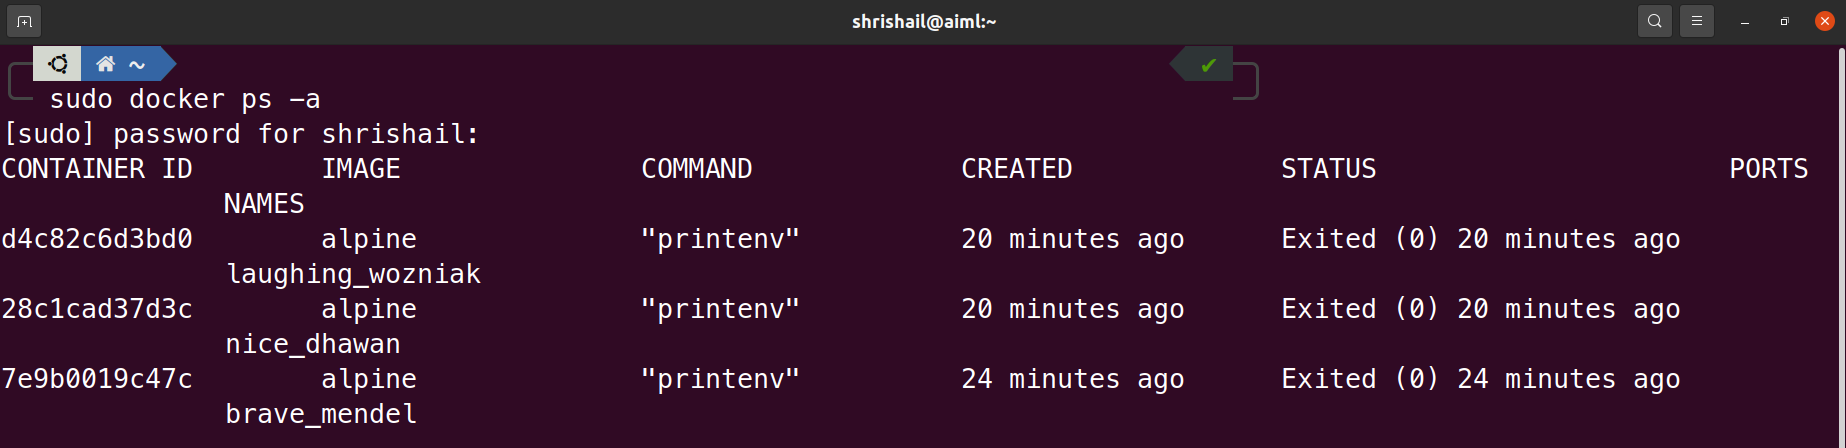 shrishail@aiml:~
~ ✔
sudo docker ps -a
[sudo] password for shrishail:
CONTAINER ID IMAGE COMMAND CREATED STATUS PORTS
NAMES
d4c82c6d3bd0 alpine "printenv" 20 minutes ago Exited (0) 20 minutes ago
laughing_wozniak
28c1cad37d3c alpine "printenv" 20 minutes ago Exited (0) 20 minutes ago
nice_dhawan
7e9b0019c47c alpine "printenv" 24 minutes ago Exited (0) 24 minutes ago
brave_mendel